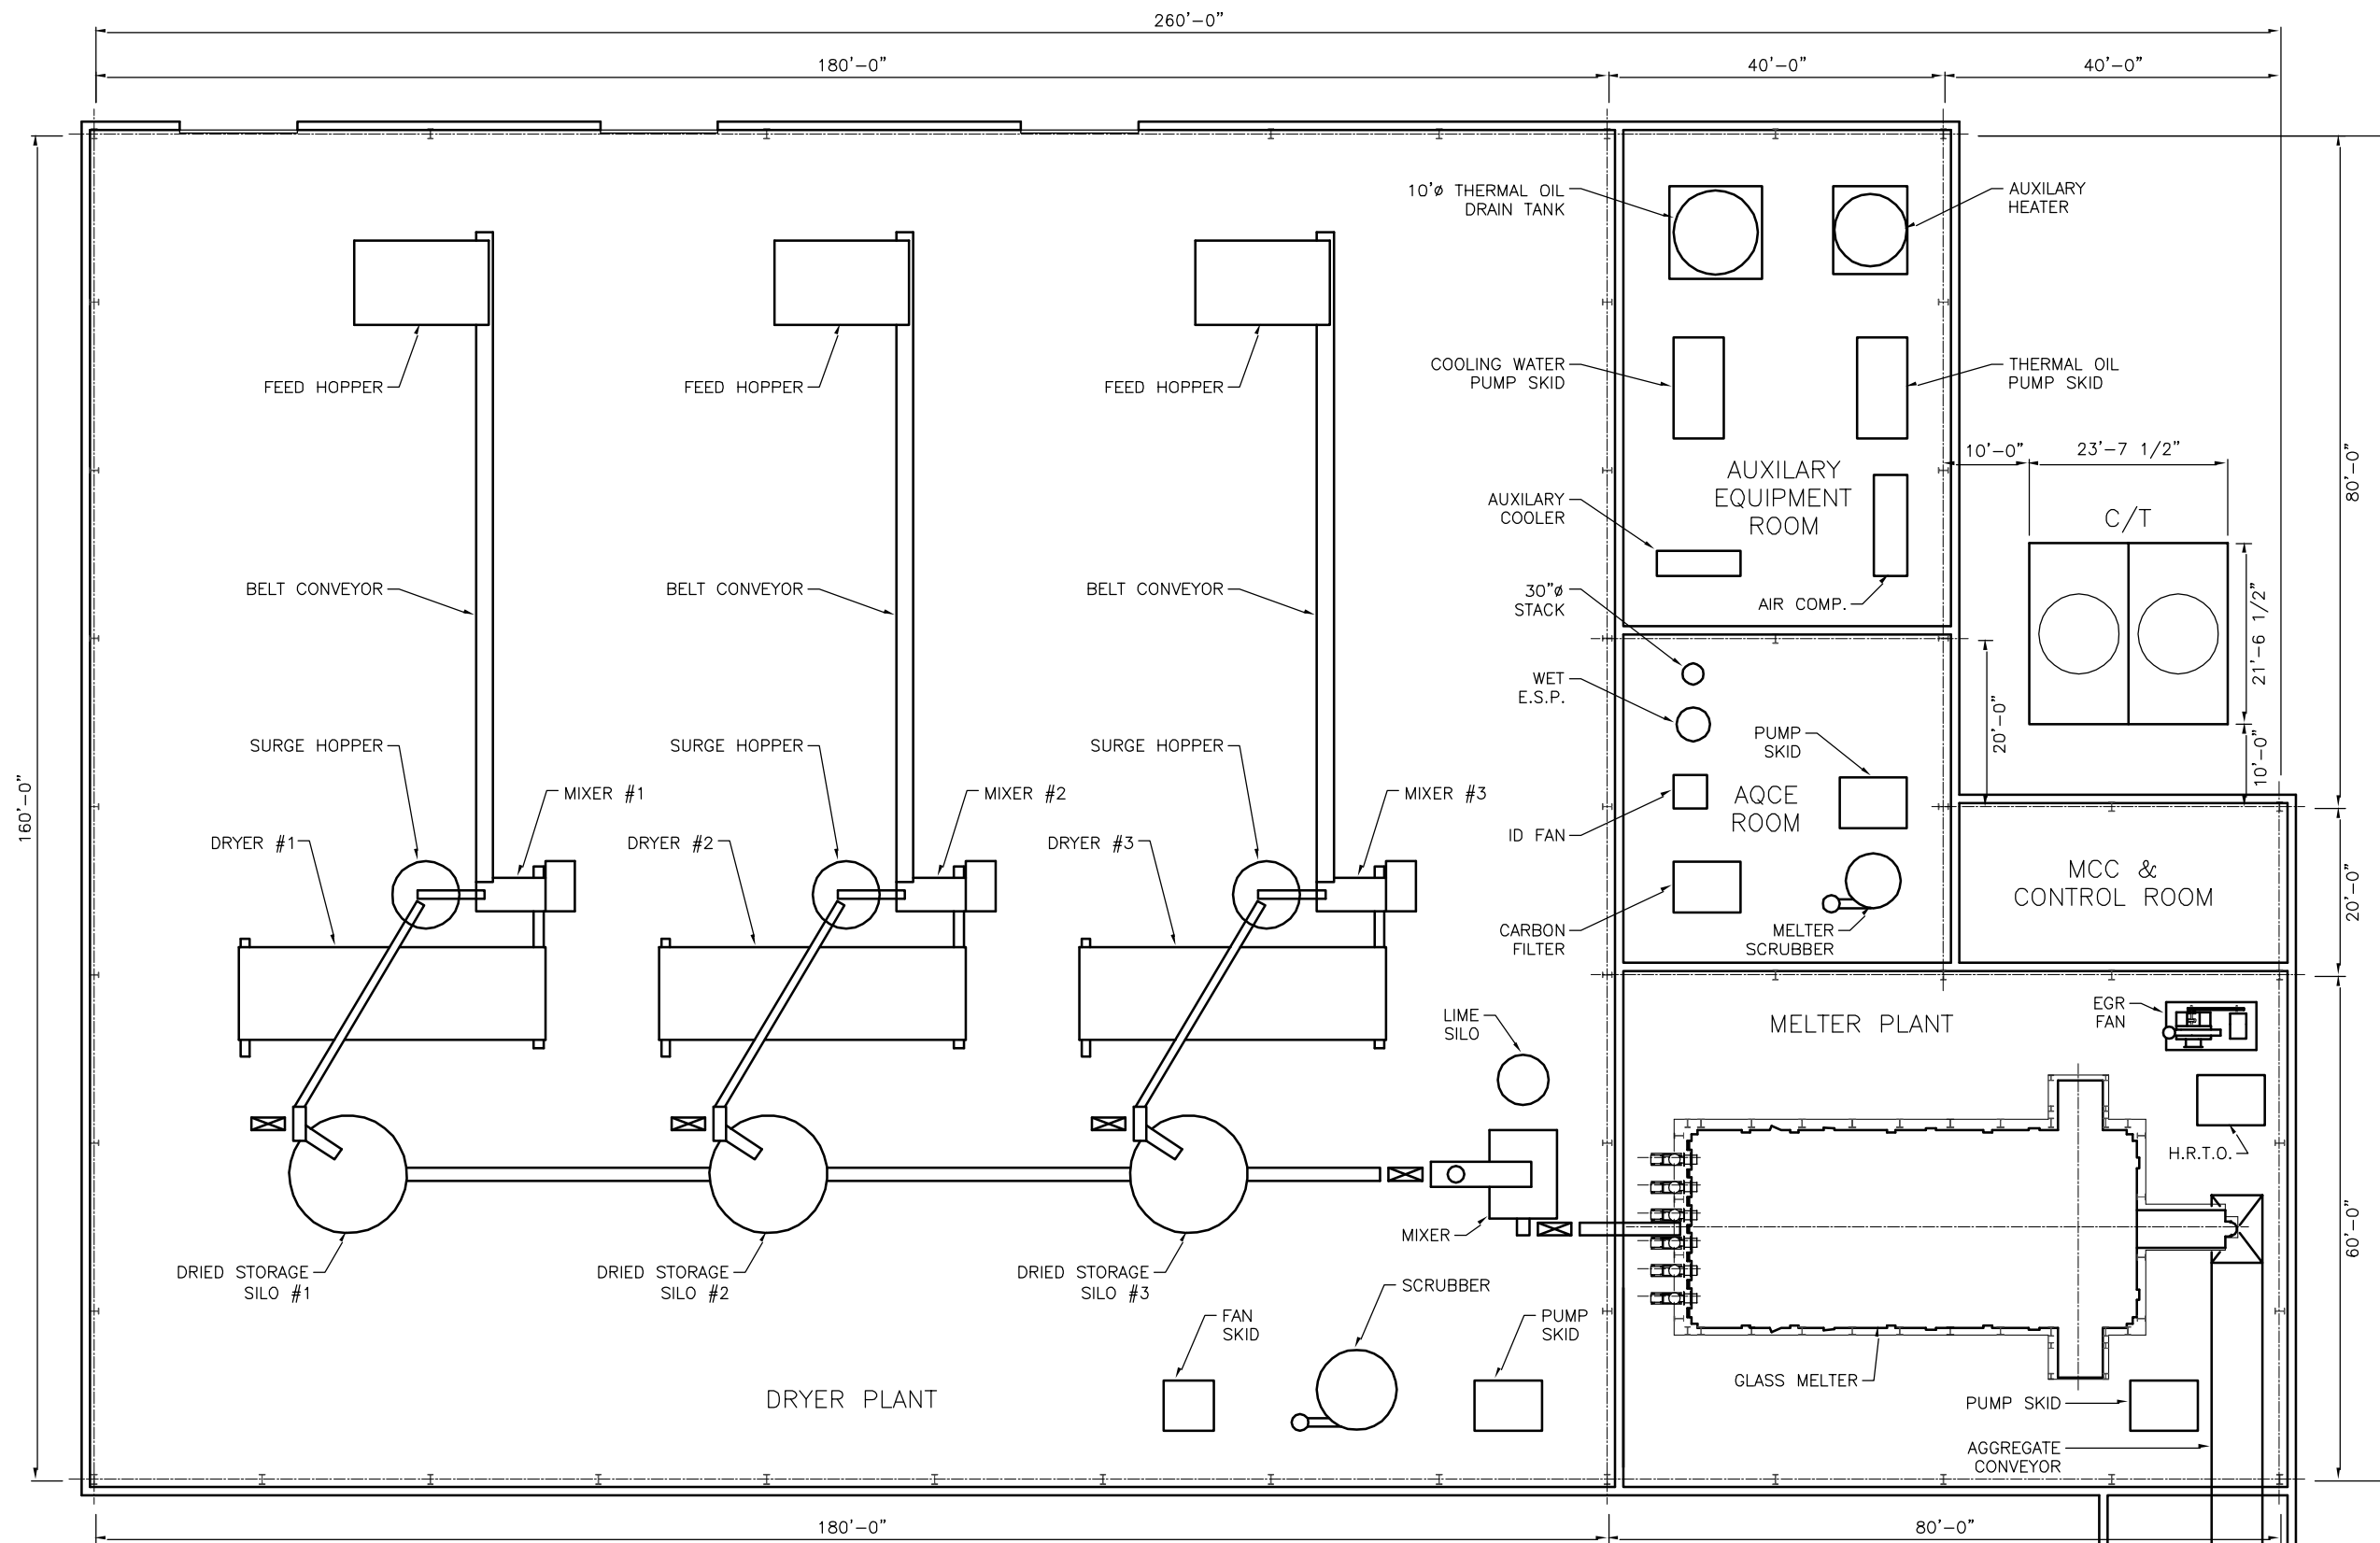 260'-0"
180'-0"
40'-0"
40'-0"
10'ø THERMAL OIL
DRAIN TANK
AUXILARY
HEATER
FEED HOPPER
FEED HOPPER
FEED HOPPER
COOLING WATER
PUMP SKID
THERMAL OIL
PUMP SKID
10'-0"
23'-7 1/2"
80'-0"
AUXILARY
EQUIPMENT
ROOM
AUXILARY
COOLER
C/T
BELT CONVEYOR
BELT CONVEYOR
BELT CONVEYOR
30"ø
STACK
AIR COMP.
21'-6 1/2"
WET
E.S.P.
20'-0"
PUMP
SKID
10'-0"
SURGE HOPPER
SURGE HOPPER
SURGE HOPPER
160'-0"
MIXER #1
MIXER #2
MIXER #3
AQCE
ROOM
DRYER #1
DRYER #2
DRYER #3
ID FAN
MCC &
CONTROL ROOM
20'-0"
CARBON
FILTER
MELTER
SCRUBBER
LIME
SILO
MELTER PLANT
EGR
FAN
H.R.T.O.
MIXER
60'-0"
DRIED STORAGE
SILO #1
DRIED STORAGE
SILO #2
DRIED STORAGE
SILO #3
SCRUBBER
FAN
SKID
PUMP
SKID
GLASS MELTER
DRYER PLANT
PUMP SKID
AGGREGATE
CONVEYOR
180'-0"
80'-0"